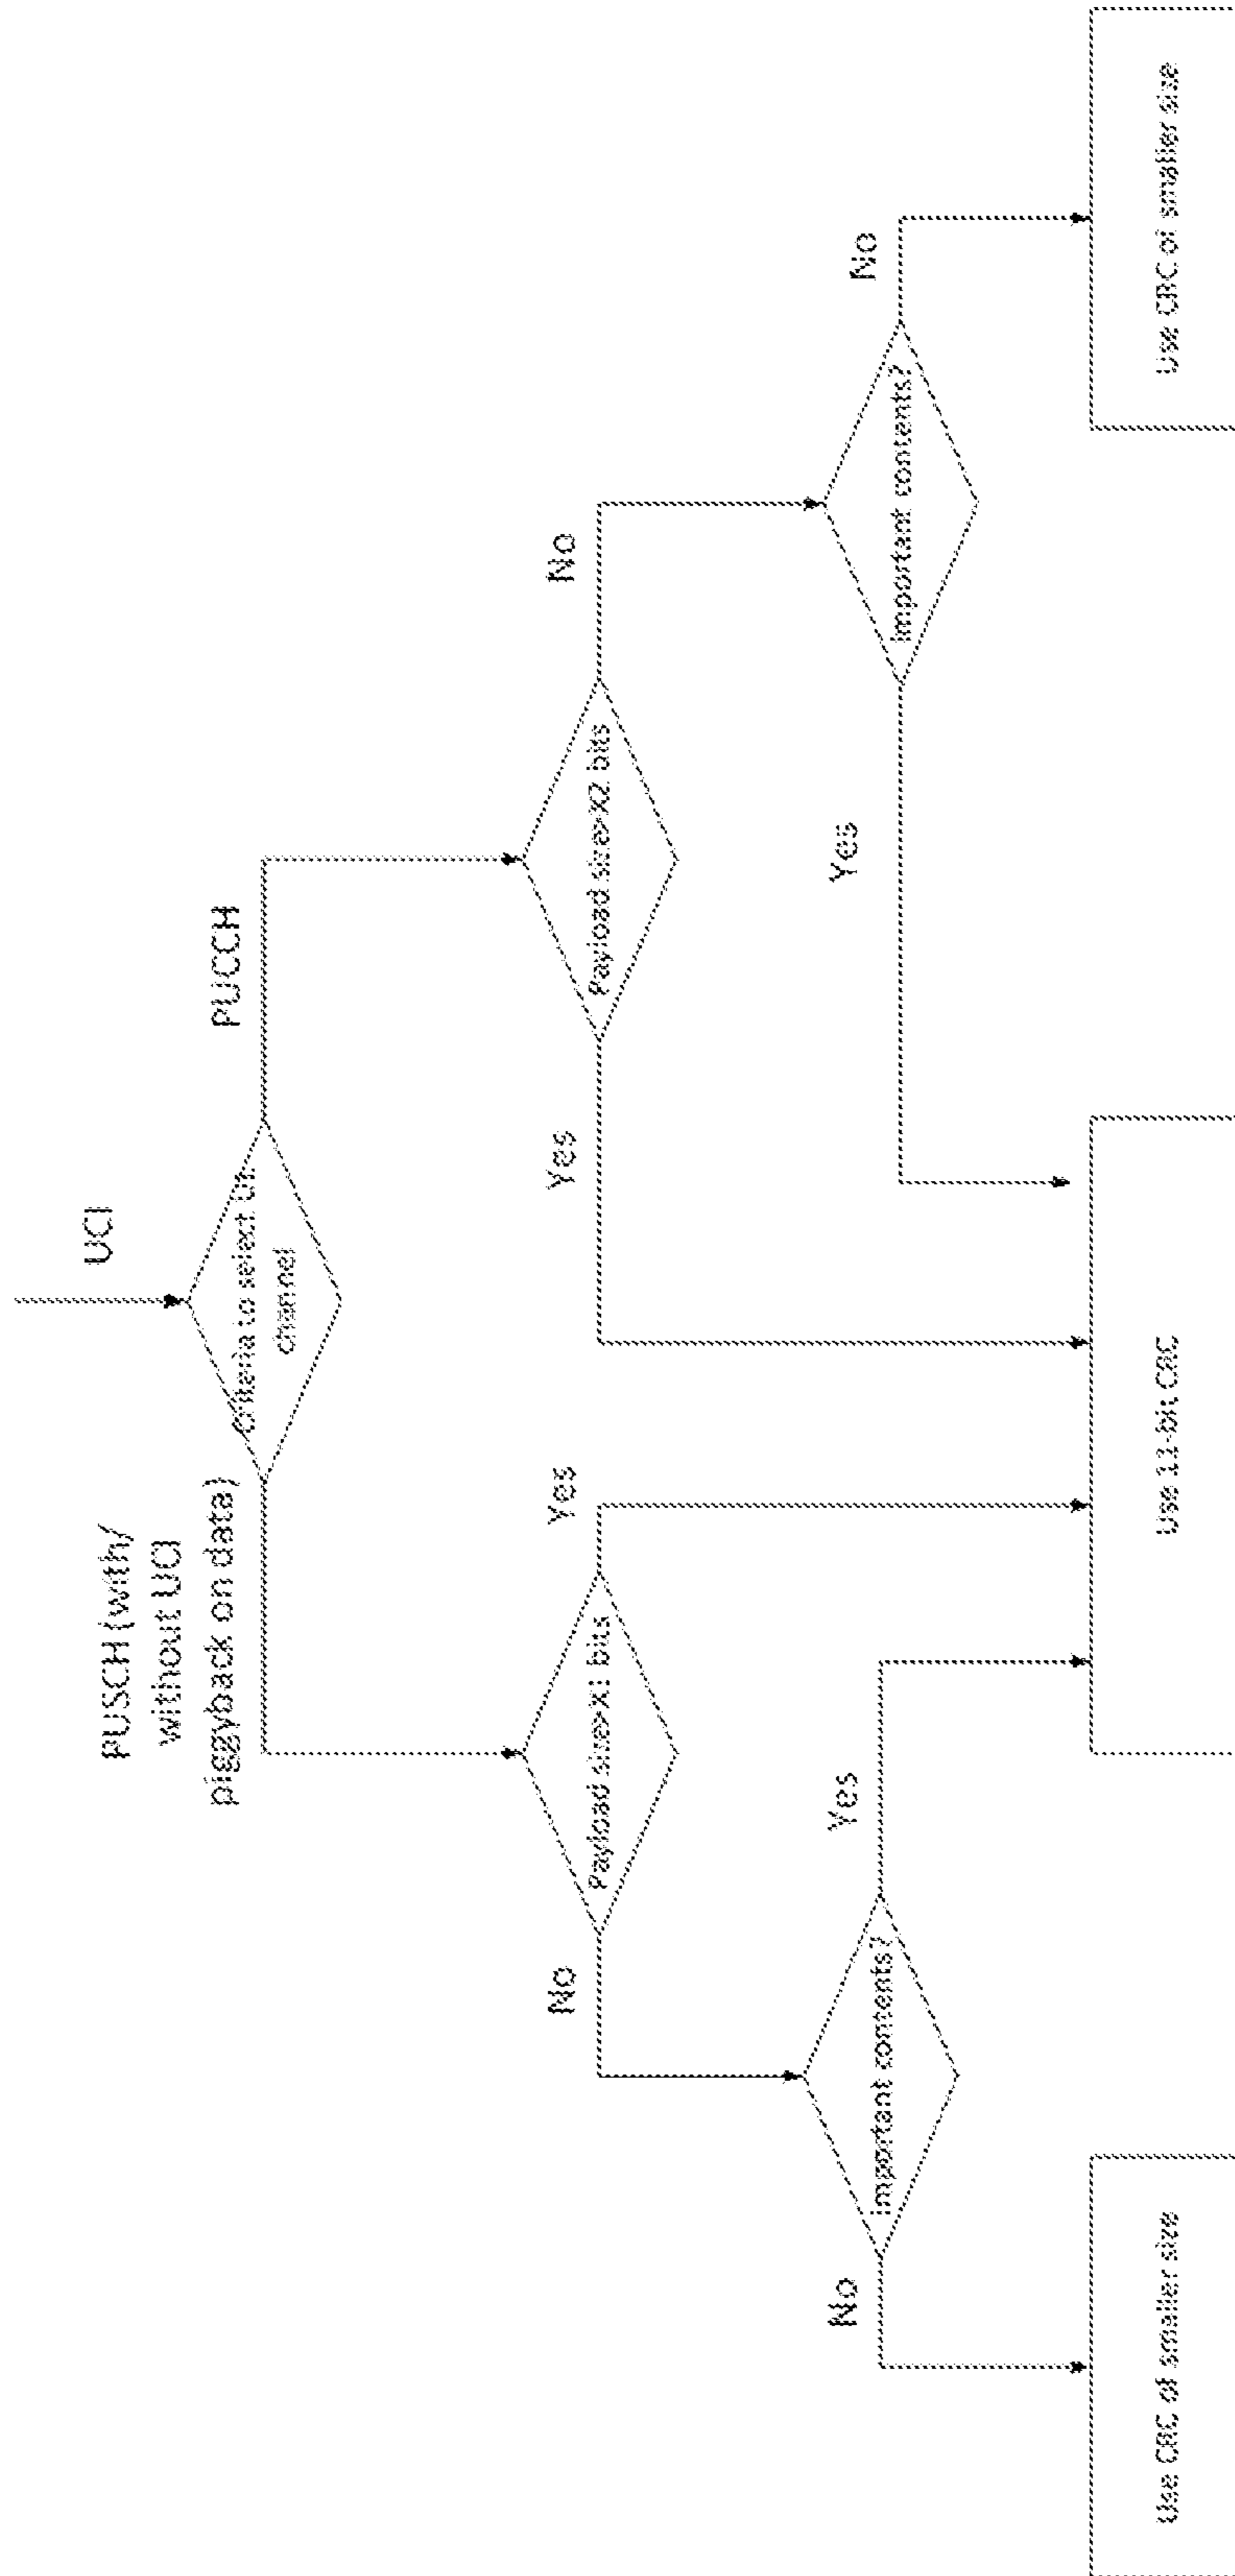 UCI
Criteria to select UL
channel
PUSCH (with/
without UCI
piggyback on data)
PUCCH
Payload size>X1 bits
Payload size>X2 bits
No
Yes
Yes
No
Important contents?
Important contents?
No
Yes
Yes
No
Use CRC of smaller size
Use 11-bit CRC
Use CRC of smaller size